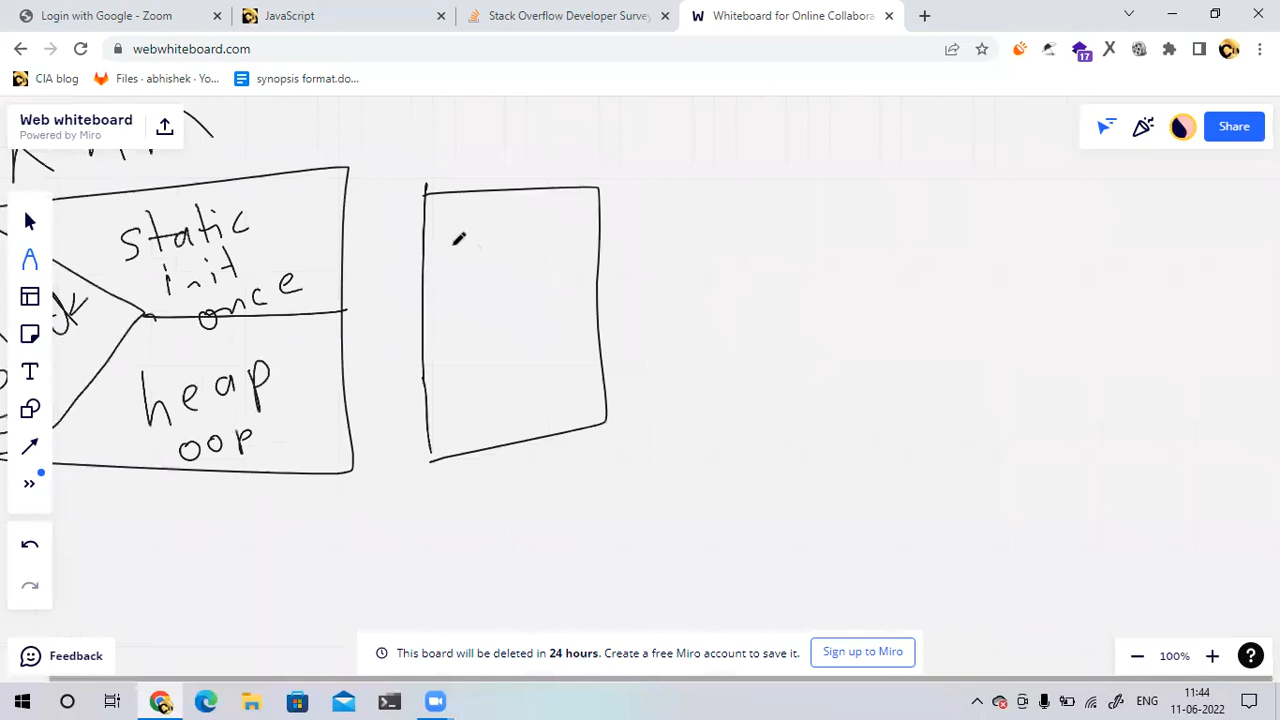 Login with Google - Zoom
JavaScript
Stack Overflow Developer Surve
Whiteboard for Online Collabora
webwhiteboard.com
17
CIA blog
Files · abhishek · Yo...
synopsis format.do...
Web whiteboard
Powered by Miro
Share
static
init
once
heap
oop
T
This board will be deleted in 24 hours. Create a free Miro account to save it.
Sign up to Miro
Feedback
100%
ENG
11:44
11-06-2022